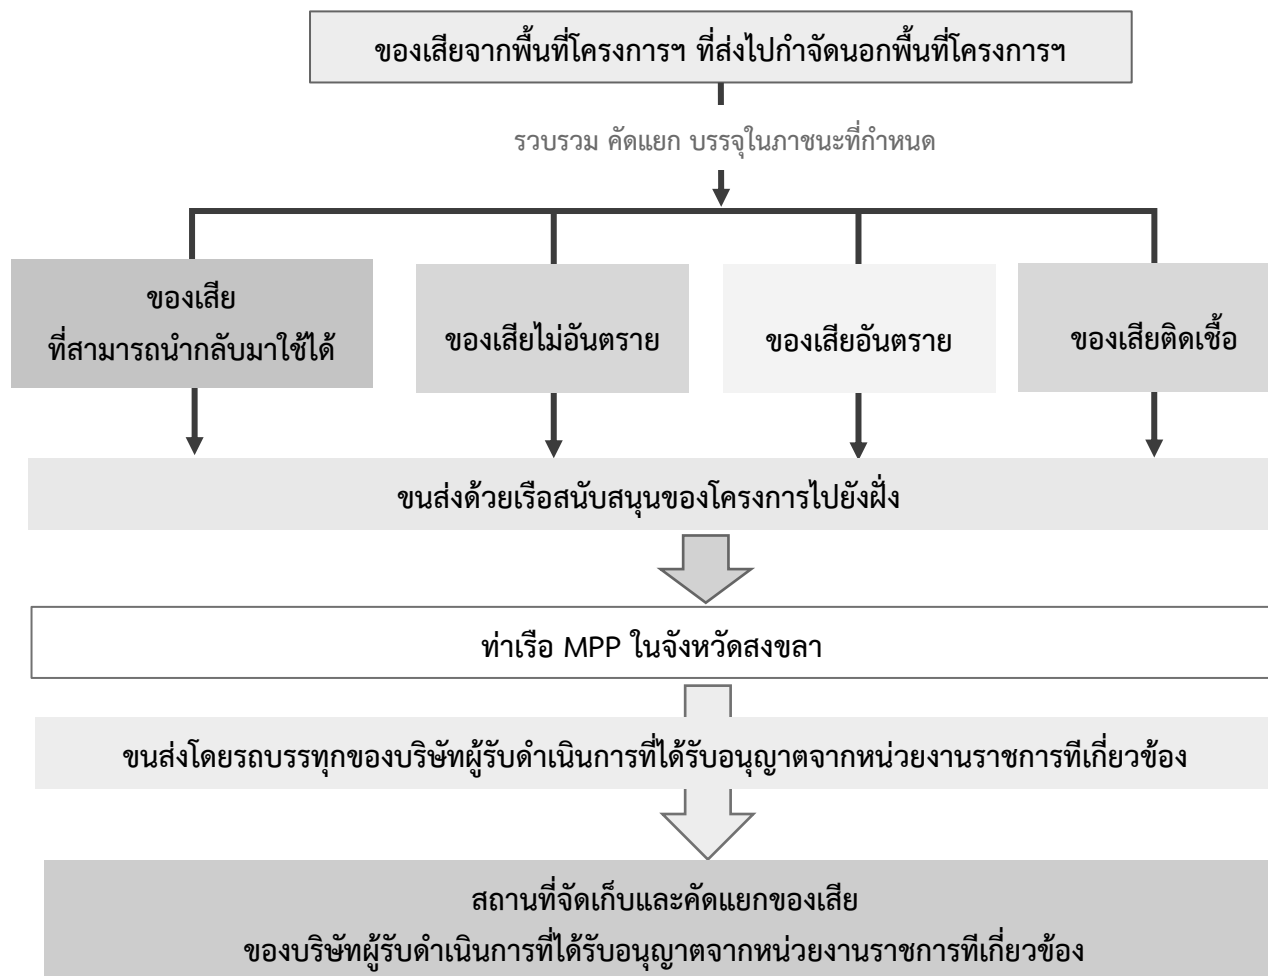 ของเสียจากพื้นที่โครงการฯ ที่ส่งไปกำจัดนอกพื้นที่โครงการฯ
รวบรวม คัดแยก บรรจุในภาชนะที่กำหนด
ของเสีย
ที่สามารถนำกลับมาใช้ได้
ของเสียไม่อันตราย
ของเสียอันตราย
ของเสียติดเชื้อ
ขนส่งด้วยเรือสนับสนุนของโครงการไปยังฝั่ง
ท่าเรือ MPP ในจังหวัดสงขลา
ขนส่งโดยรถบรรทุกของบริษัทผู้รับดำเนินการที่ได้รับอนุญาตจากหน่วยงานราชการทีเกี่ยวข้อง
สถานที่จัดเก็บและคัดแยกของเสีย
ของบริษัทผู้รับดำเนินการที่ได้รับอนุญาตจากหน่วยงานราชการทีเกี่ยวข้อง